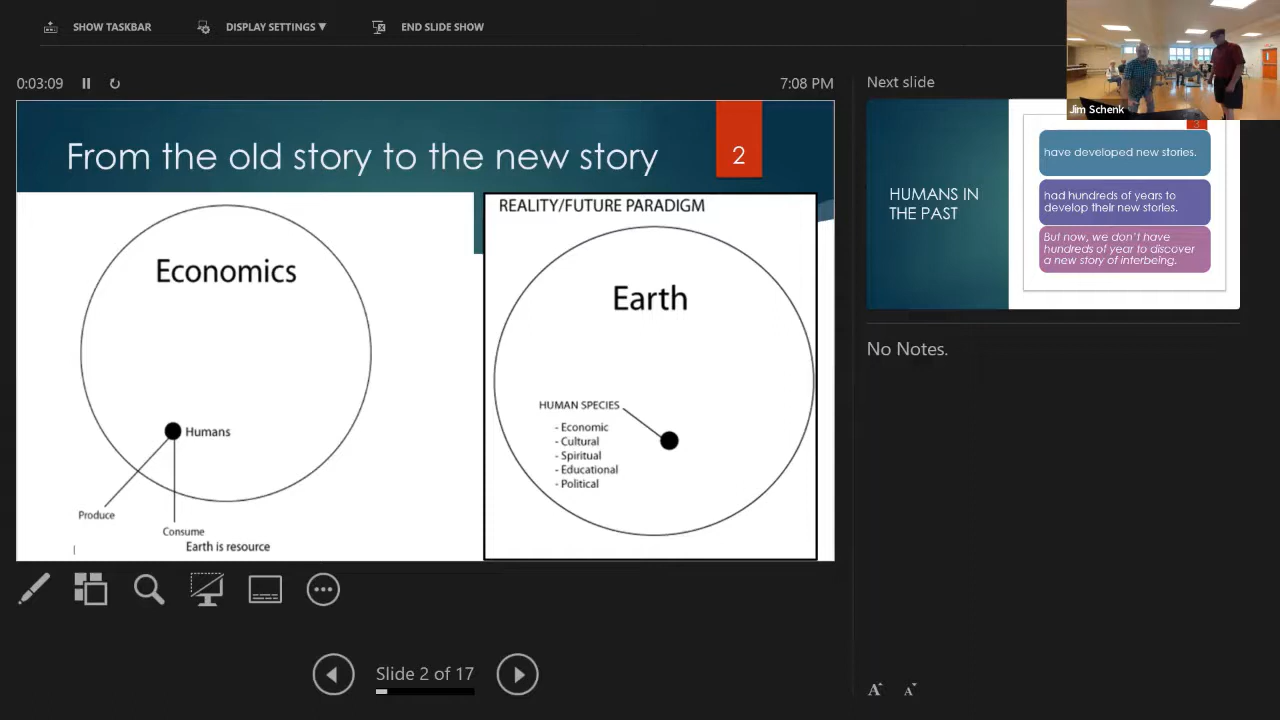 SHOW TASKBAR
DISPLAY SETTINGS ▼
END SLIDE SHOW
Jim Schenk
0:03:09
7:08 PM
Next slide
From the old story to the new story
2
Economics
Humans
Produce
Consume
Earth is resource
REALITY/FUTURE PARADIGM
Earth
HUMAN SPECIES
- Economic
- Cultural
- Spiritual
- Educational
- Political
HUMANS IN
THE PAST
3
have developed new stories.
had hundreds of years to
develop their new stories.
But now, we don't have
hundreds of year to discover
a new story of interbeing.
No Notes.
Slide 2 of 17
A A